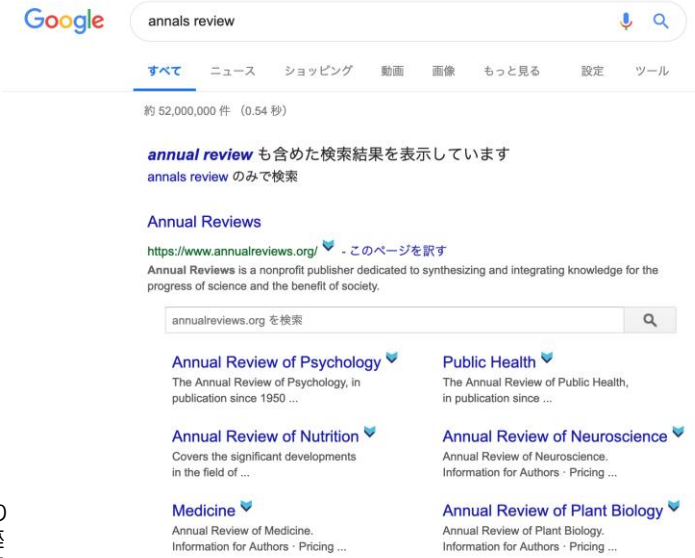 Google
annals review
すべて ニュース ショッピング 動画 画像 もっと見る 設定 ツール
約 52,000,000 件 （0.54 秒）
annual review も含めた検索結果を表示しています
annals review のみで検索
Annual Reviews
https://www.annualreviews.org/ - このページを訳す
Annual Reviews is a nonprofit publisher dedicated to synthesizing and integrating knowledge for the
progress of science and the benefit of society.
annualreviews.org を検索
Annual Review of Psychology
The Annual Review of Psychology, in
publication since 1950 ...
Public Health
The Annual Review of Public Health,
in publication since ...
Annual Review of Nutrition
Covers the significant developments
in the field of ...
Annual Review of Neuroscience
Annual Review of Neuroscience.
Information for Authors · Pricing ...
Medicine
Annual Review of Medicine.
Information for Authors · Pricing ...
Annual Review of Plant Biology
Annual Review of Plant Biology.
Information for Authors · Pricing ...